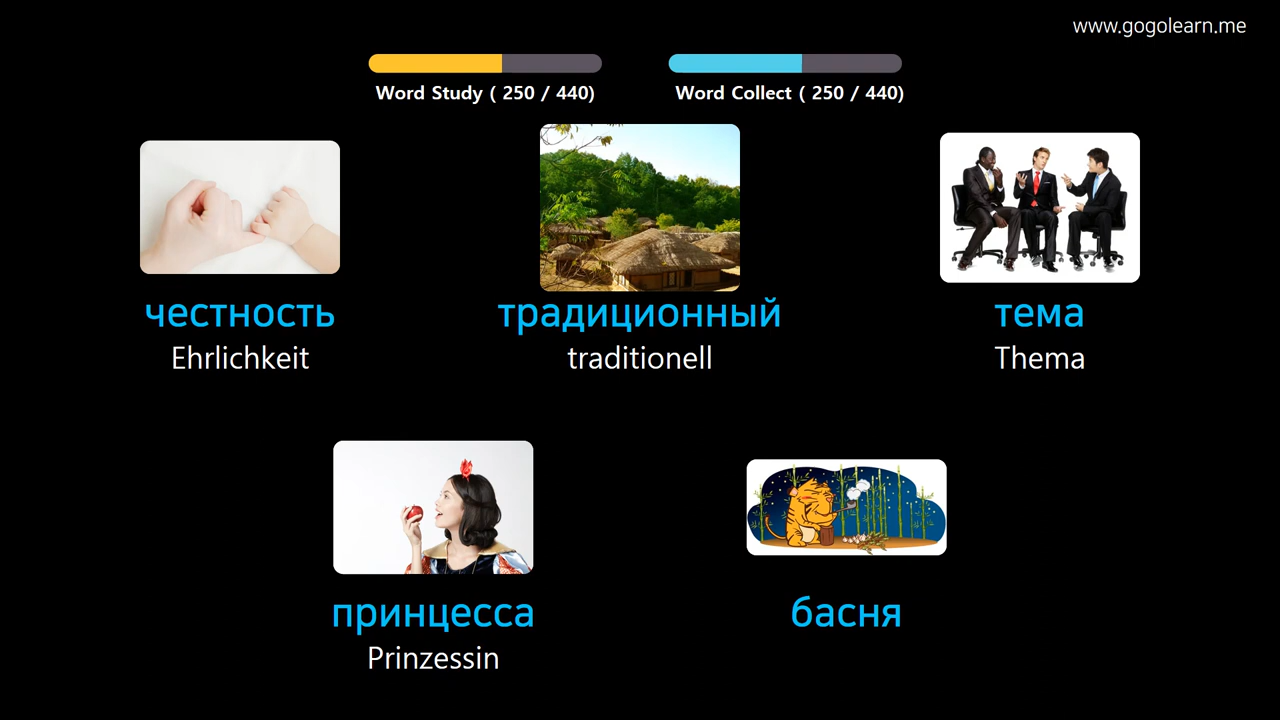 www.gogolearn.me
Word Study ( 250 / 440)
Word Collect ( 250 / 440)
честность
Ehrlichkeit
традиционный
traditionell
тема
Thema
принцесса
Prinzessin
басня